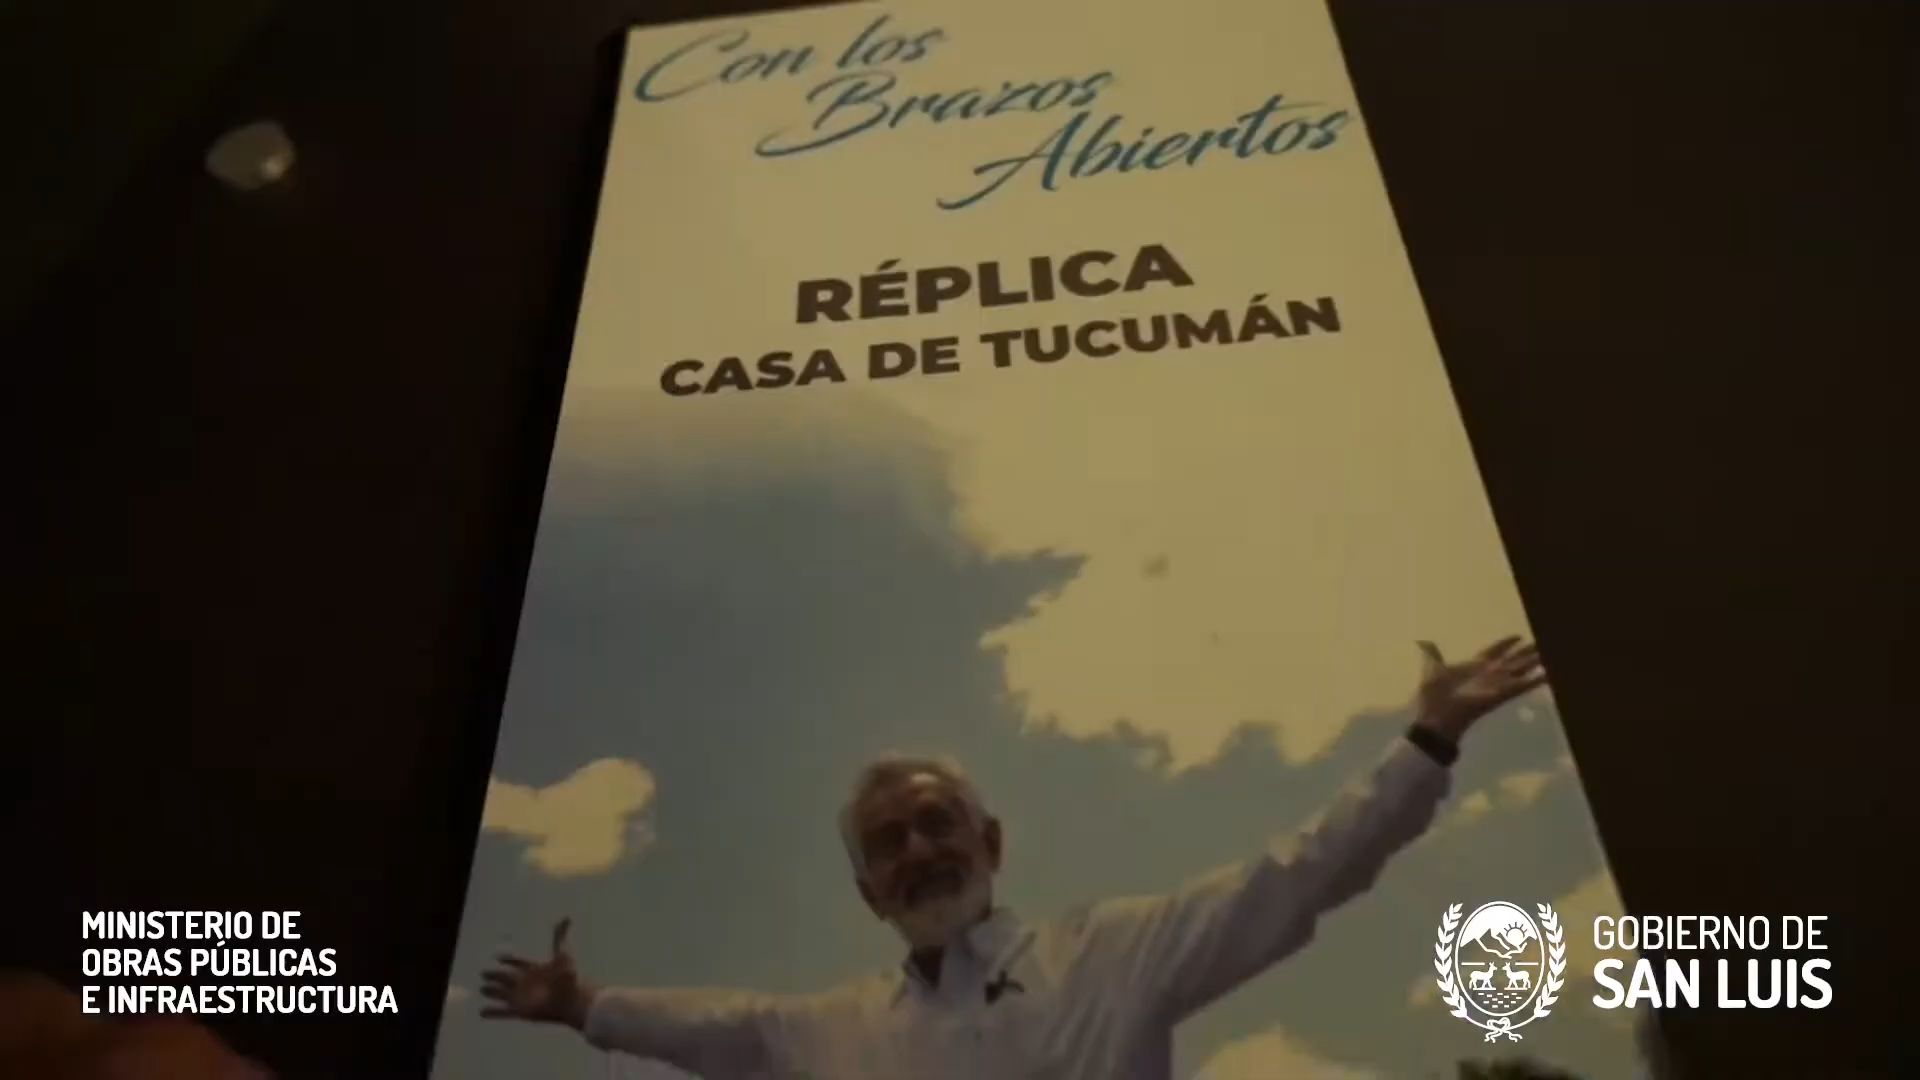 Con los
Brazos
Abiertos
RÉPLICA
CASA DE TUCUMÁN
MINISTERIO DE
OBRAS PÚBLICAS
E INFRAESTRUCTURA
GOBIERNO DE
SAN LUIS